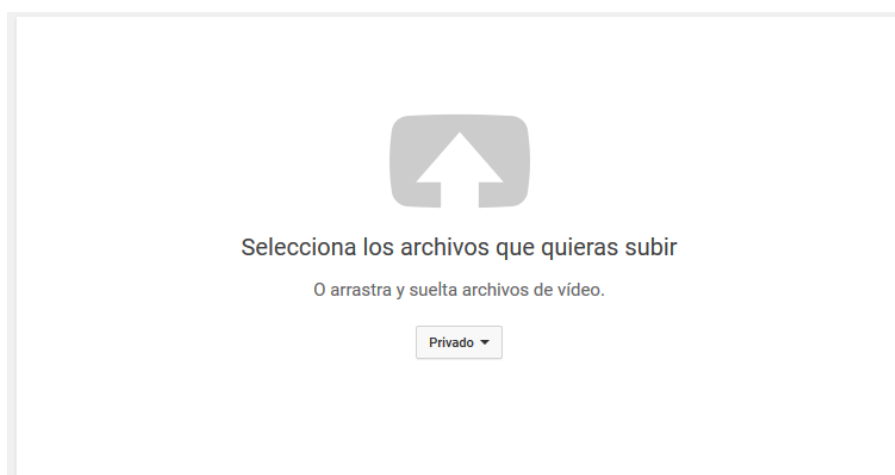 Selecciona los archivos que quieras subir
O arrastra y suelta archivos de vídeo.
Privado